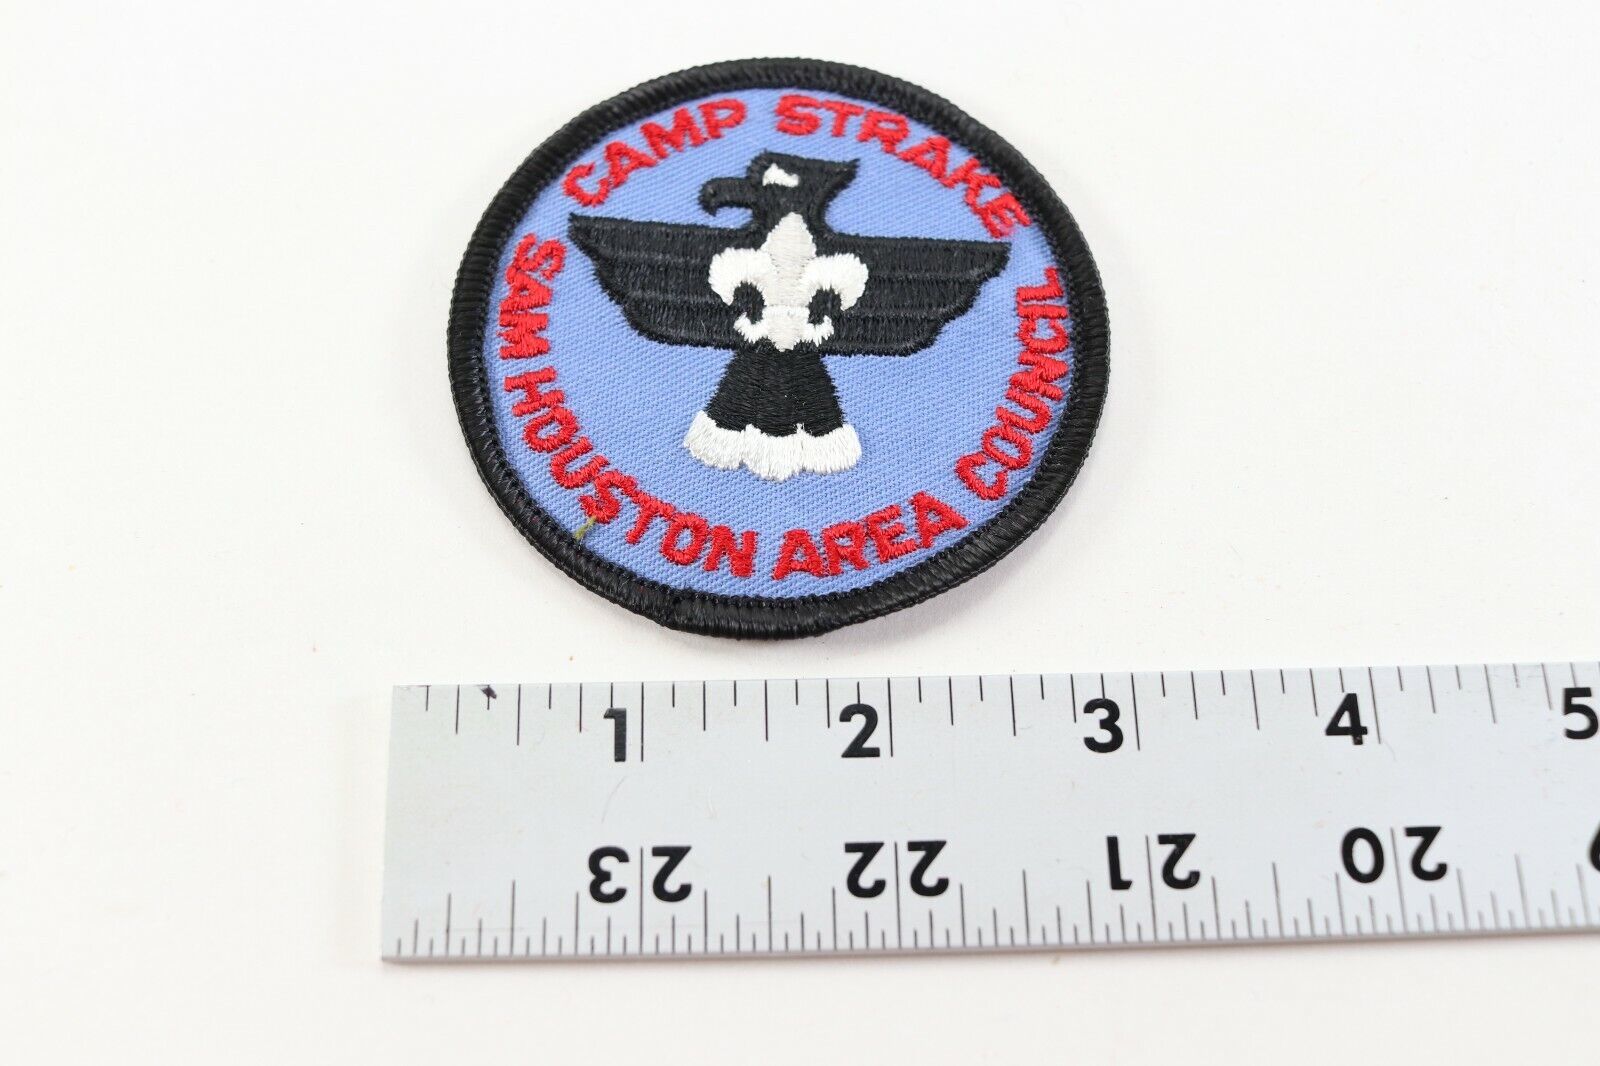 CAMP STRAKE
SAM HOUSTON AREA COUNCIL
1 2 3 4 5
23 22 21 20